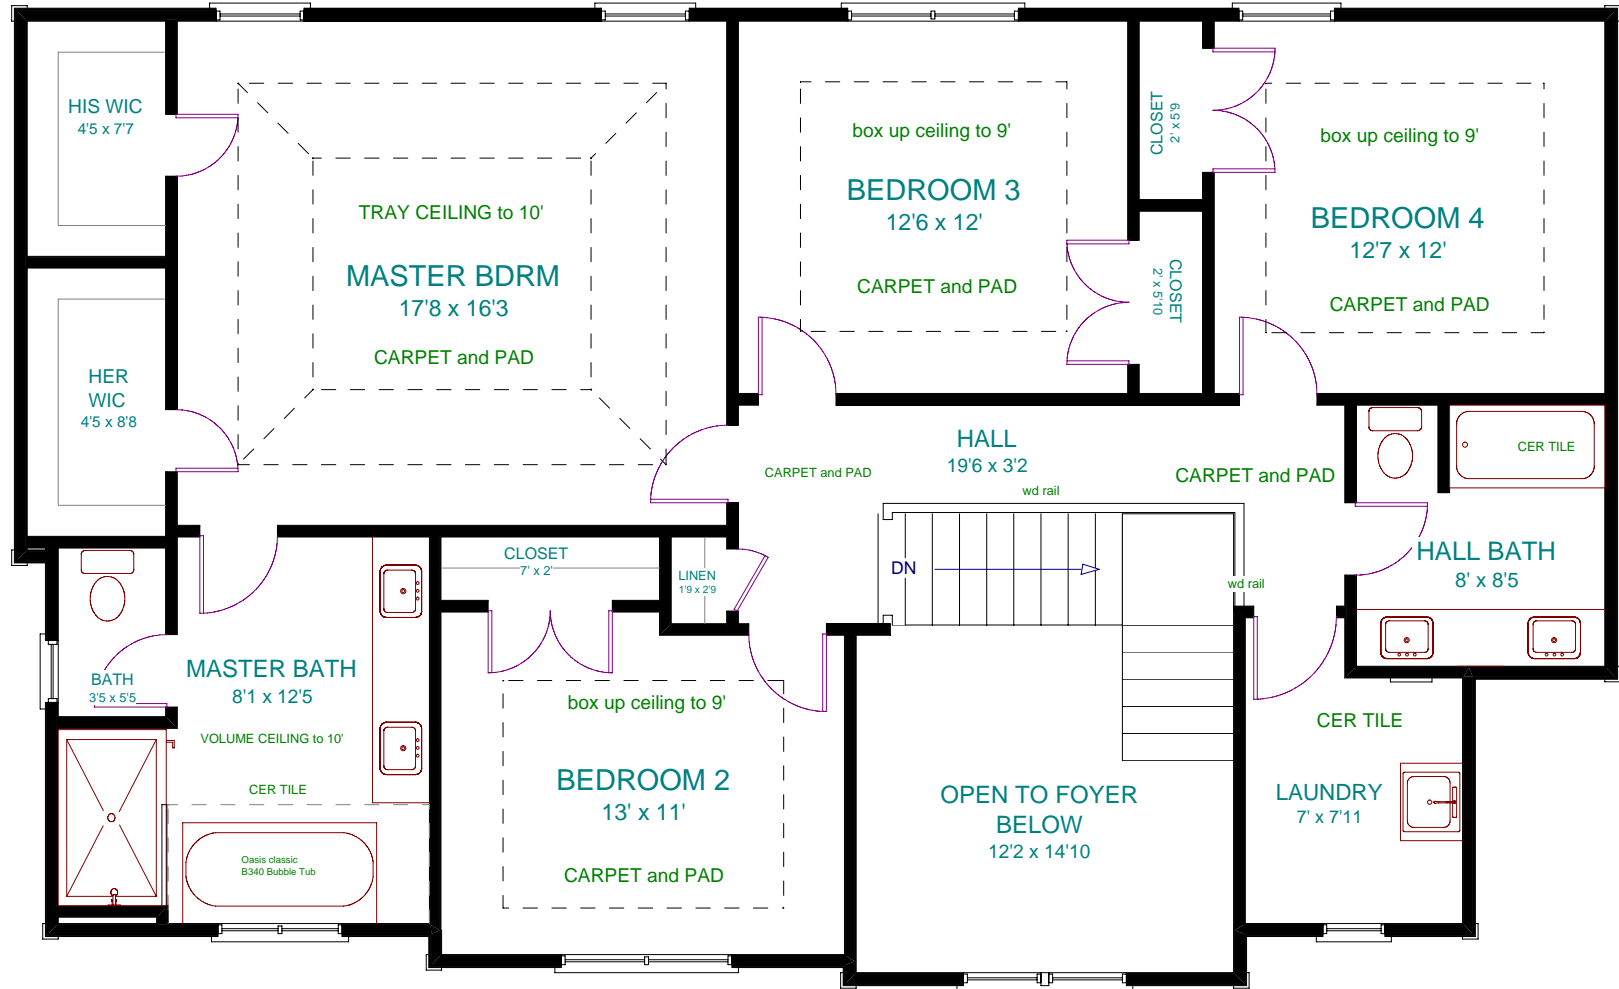 HIS WIC
4'5 x 7'7
HER
WIC
4'5 x 8'8
TRAY CEILING to 10'
MASTER BDRM
17'8 x 16'3
CARPET and PAD
box up ceiling to 9'
BEDROOM 3
12'6 x 12'
CARPET and PAD
CLOSET
2' x 5'9
CLOSET
2' x 5'10
box up ceiling to 9'
BEDROOM 4
12'7 x 12'
CARPET and PAD
HALL
19'6 x 3'2
CARPET and PAD
CARPET and PAD
wd rail
DN
wd rail
CER TILE
HALL BATH
8' x 8'5
CLOSET
7' x 2'
LINEN
1'9 x 2'9
BATH
3'5 x 5'5
MASTER BATH
8'1 x 12'5
VOLUME CEILING to 10'
CER TILE
Oasis classic
B340 Bubble Tub
box up ceiling to 9'
BEDROOM 2
13' x 11'
CARPET and PAD
OPEN TO FOYER
BELOW
12'2 x 14'10
CER TILE
LAUNDRY
7' x 7'11